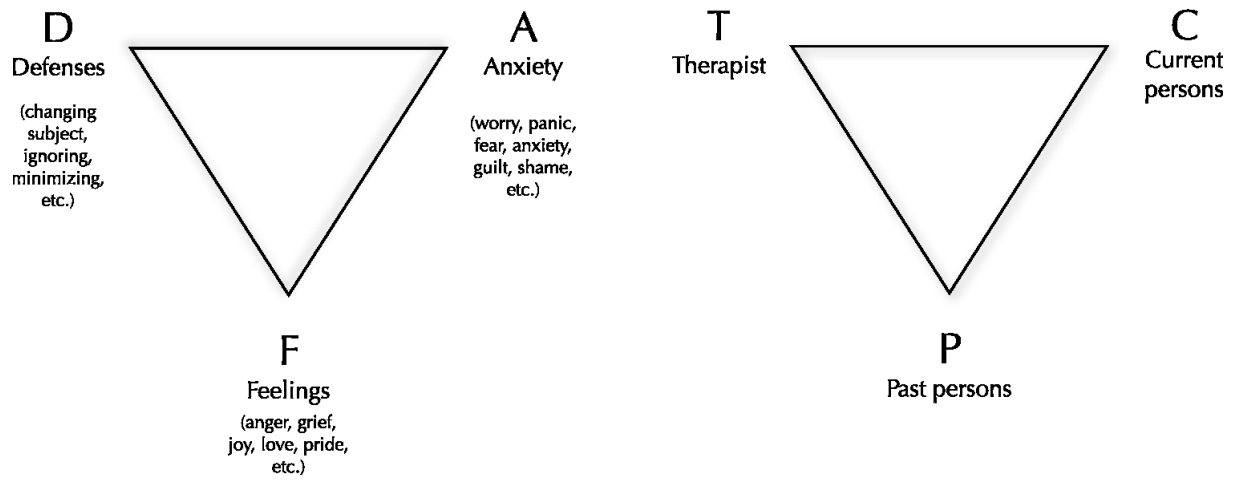 D
Defenses
(changing
subject,
ignoring,
minimizing,
etc.)
A
Anxiety
(worry, panic,
fear, anxiety,
guilt, shame,
etc.)
F
Feelings
(anger, grief,
joy, love, pride,
etc.)
T
Therapist
C
Current
persons
P
Past persons